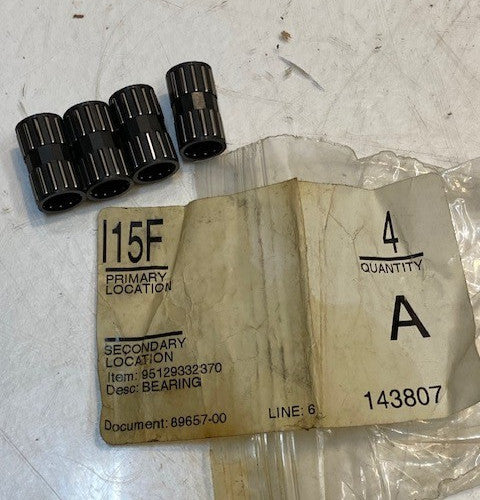 I15F
PRIMARY
LOCATION
4
QUANTITY
A
SECONDARY
LOCATION
Item: 95129332370
Desc: BEARING
Document: 89657-00
LINE: 6
143807